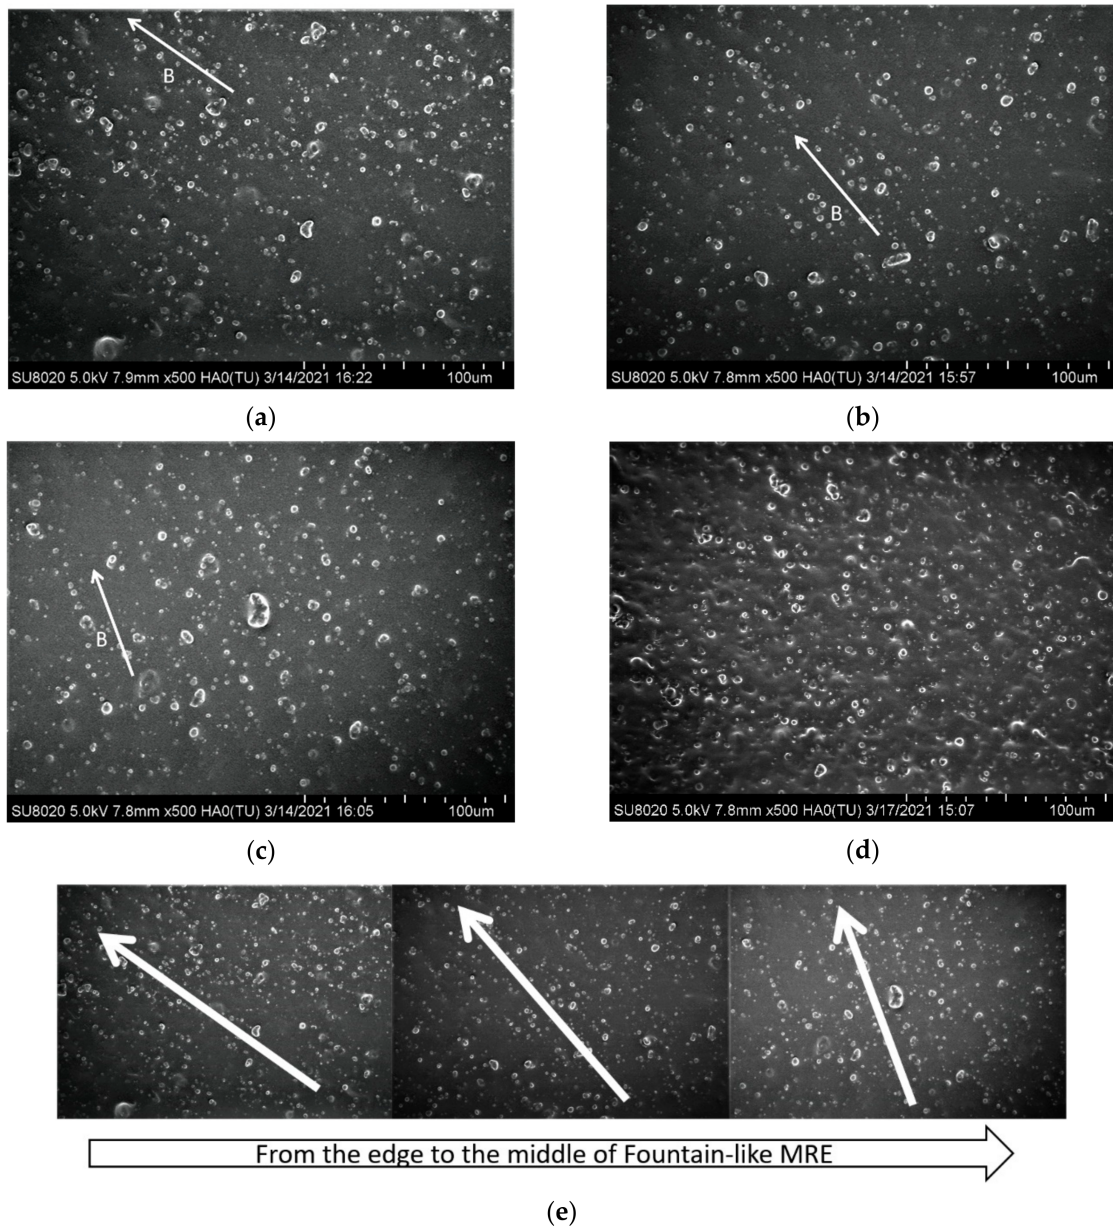 B
B
SU8020 5.0kV 7.9mm x500 HA0(TU) 3/14/2021 16:22 100um
SU8020 5.0kV 7.8mm x500 HA0(TU) 3/14/2021 15:57 100um
(a)
(b)
B
SU8020 5.0kV 7.8mm x500 HA0(TU) 3/14/2021 16:05 100um
SU8020 5.0kV 7.8mm x500 HA0(TU) 3/17/2021 15:07 100um
(c)
(d)
From the edge to the middle of Fountain-like MRE
(e)